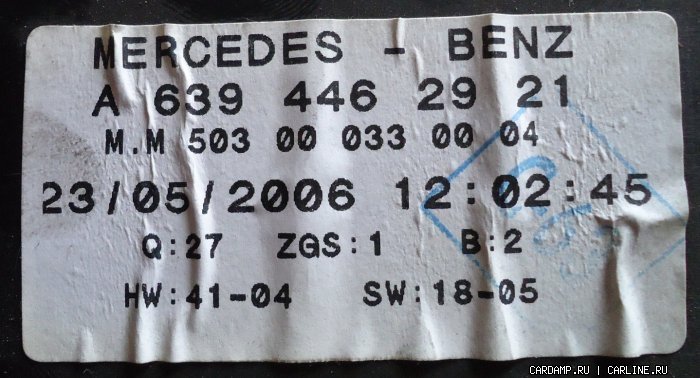 MERCEDES - BENZ
A 639 446 29 21
M.M 503 00 033 00 04
23/05/2006 12:02:45
Q:27 ZGS:1 B:2
HW:41-04 SW:18-05
CARDAMP.RU | CARLINE.RU